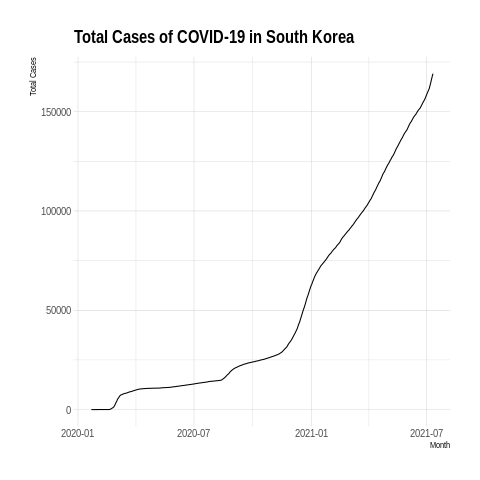 Total Cases of COVID-19 in South Korea
Total Cases
150000
100000
50000
0
2020-01 2020-07 2021-01 2021-07
Month